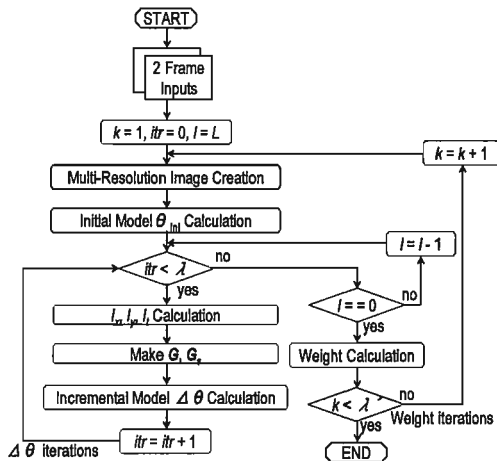 START
2 Frame
Inputs
k = 1, itr = 0, l = L
k = k + 1
Multi-Resolution Image Creation
Initial Model θ ini Calculation
l = l - 1
itr < λ
no
yes
l = = 0
no
yes
Ix, Iy, It Calculation
Make G, Ge
Weight Calculation
Incremental Model Δ θ Calculation
k < λ'
no
Weight iterations
yes
itr = itr + 1
Δ θ iterations
END